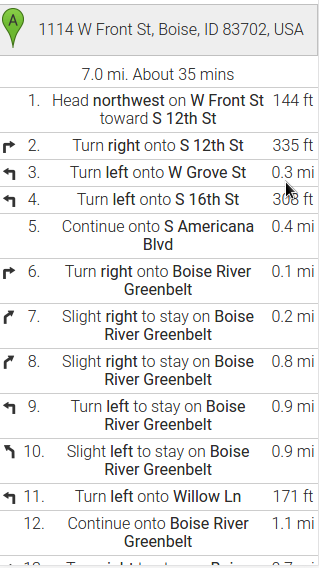 A
1114 W Front St, Boise, ID 83702, USA
7.0 mi. About 35 mins
1. Head northwest on W Front St 144 ft
toward S 12th St
2. Turn right onto S 12th St 335 ft
3. Turn left onto W Grove St 0.3 mi
4. Turn left onto S 16th St 308 ft
5. Continue onto S Americana 0.4 mi
Blvd
6. Turn right onto Boise River 0.1 mi
Greenbelt
7. Slight right to stay on Boise 0.2 mi
River Greenbelt
8. Slight right to stay on Boise 0.8 mi
River Greenbelt
9. Turn left to stay on Boise 0.9 mi
River Greenbelt
10. Slight left to stay on Boise 0.9 mi
River Greenbelt
11. Turn left onto Willow Ln 171 ft
12. Continue onto Boise River 1.1 mi
Greenbelt